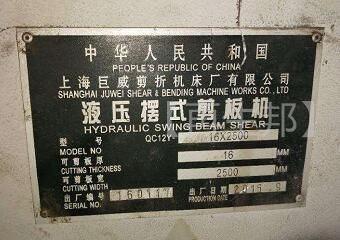 中华人民共和国
PEOPLE'S REPUBLIC OF CHINA
上海巨威剪折机床厂有限公司
SHANGHAI JUWEI SHEAR & BENDING MACHINE WORKS CO., LTD
液压摆式剪板机
HYDRAULIC SWING BEAM SHEAR
型号 QC12Y- 16X2500
可剪板厚 16 MM
CUTTING THICKNESS
可剪板宽 2500 MM
CUTTING WIDTH
出厂编号 160117 出厂日期
SERIAL NO. PRODUCTION DATE